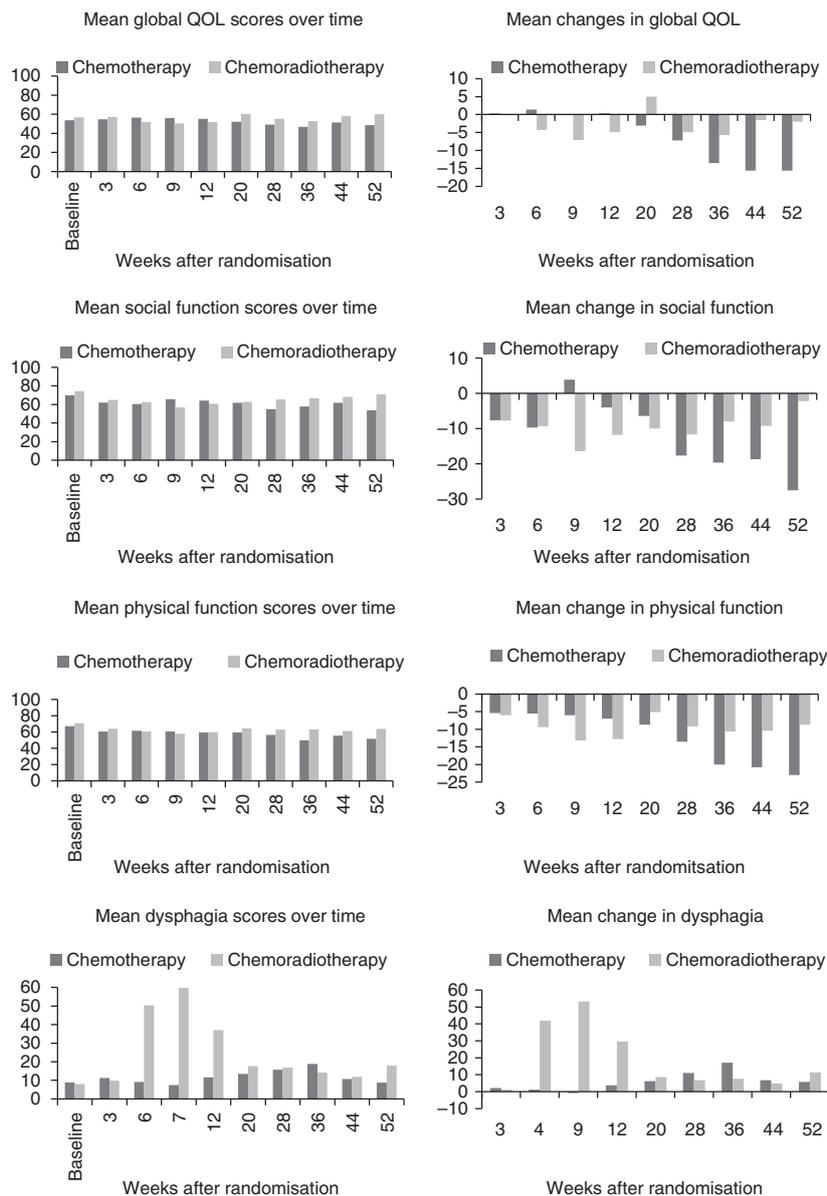 Mean global QOL scores over time
Chemotherapy Chemoradiotherapy
100
80
60
40
20
0
Baseline 3 6 9 12 20 28 36 44 52
Weeks after randomisation
Mean changes in global QOL
Chemotherapy Chemoradiotherapy
10
5
0
–5
–10
–15
–20
3 6 9 12 20 28 36 44 52
Weeks after randomisation
Mean social function scores over time
Chemotherapy Chemoradiotherapy
100
80
60
40
20
0
Baseline 3 6 9 12 20 28 36 44 52
Weeks after randomisation
Mean change in social function
Chemotherapy Chemoradiotherapy
10
0
–10
–20
–30
3 6 9 12 20 28 36 44 52
Weeks after randomisation
Mean physical function scores over time
Chemotherapy Chemoradiotherapy
100
80
60
40
20
0
Baseline 3 6 9 12 20 28 36 44 52
Weeks after randomisation
Mean change in physical function
Chemotherapy Chemoradiotherapy
0
–5
–10
–15
–20
–25
3 6 9 12 20 28 36 44 52
Weeks after randomitsation
Mean dysphagia scores over time
Chemotherapy Chemoradiotherapy
60
50
40
30
20
10
0
Baseline 3 6 7 12 20 28 36 44 52
Weeks after randomisation
Mean change in dysphagia
Chemotherapy Chemoradiotherapy
60
50
40
30
20
10
0
–10
3 4 9 12 20 28 36 44 52
Weeks after randomisation